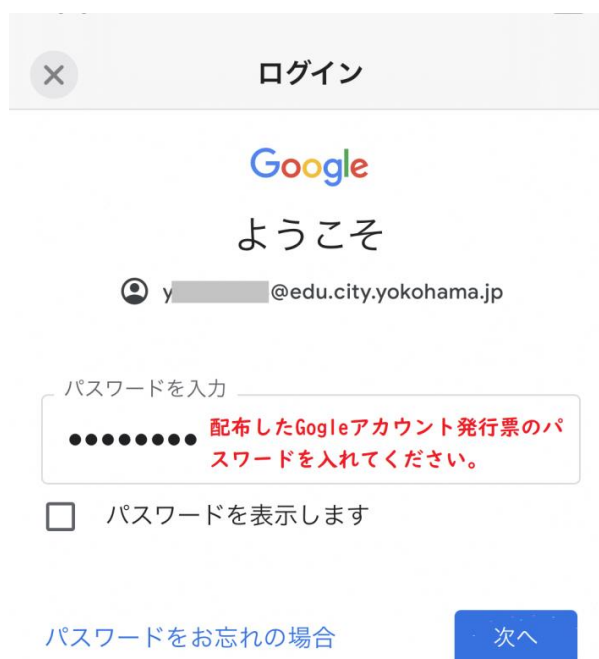 ログイン
Google
ようこそ
y @edu.city.yokohama.jp
パスワードを入力
●●●●●●●● 配布したGogleアカウント発行票のパ
スワードを入れてください。
パスワードを表示します
パスワードをお忘れの場合 次へ